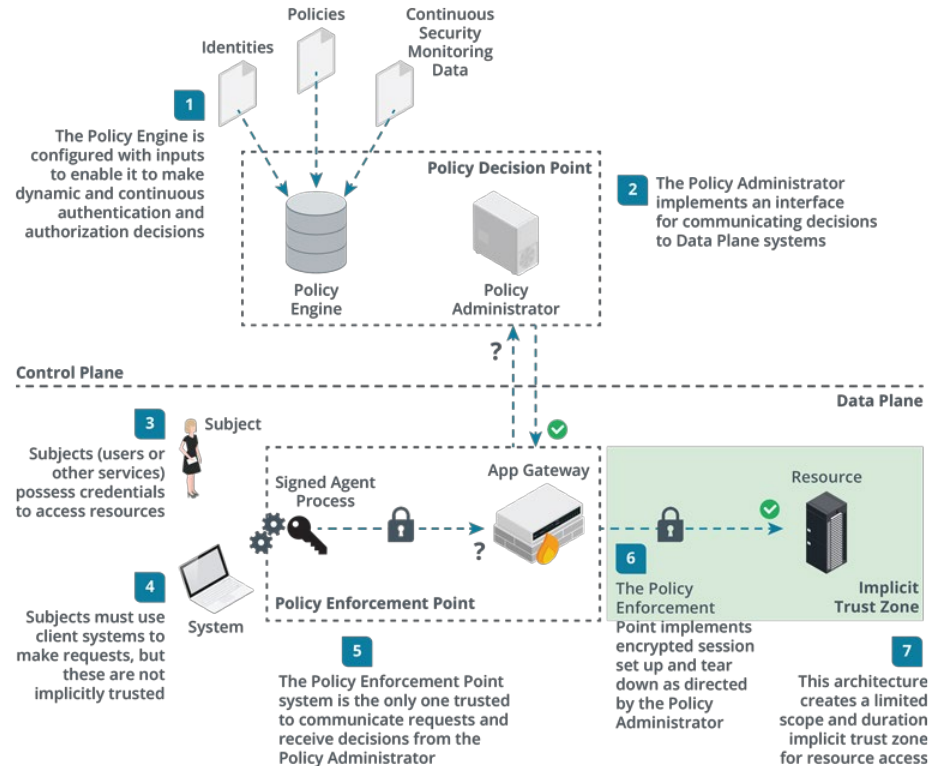 Identities
Policies
Continuous
Security
Monitoring
Data
1
The Policy Engine is
configured with inputs
to enable it to make
dynamic and continuous
authentication and
authorization decisions
Policy Decision Point
Policy
Engine
Policy
Administrator
2
The Policy Administrator
implements an interface
for communicating decisions
to Data Plane systems
?
Control Plane
Data Plane
3
Subjects (users or
other services)
possess credentials
to access resources
Subject
Signed Agent
Process
App Gateway
?
Resource
4
Subjects must use
client systems to
make requests, but
these are not
implicitly trusted
System
Policy Enforcement Point
5
The Policy Enforcement Point
system is the only one trusted
to communicate requests and
receive decisions from the
Policy Administrator
6
The Policy
Enforcement
Point implements
encrypted session
set up and tear
down as directed
by the Policy
Administrator
Implicit
Trust Zone
7
This architecture
creates a limited
scope and duration
implicit trust zone
for resource access